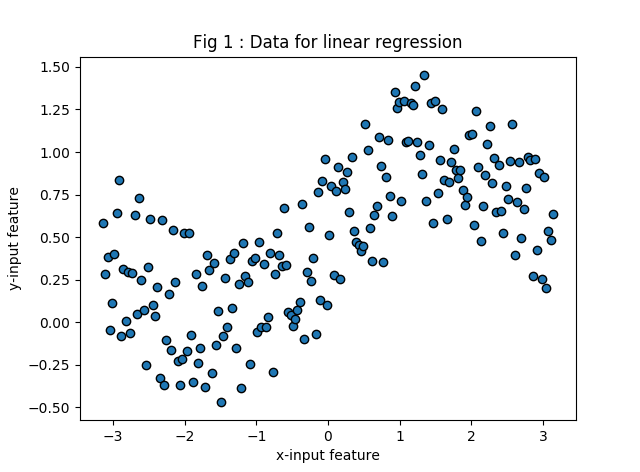 Fig 1 : Data for linear regression
1.50
1.25
1.00
0.75
0.50
0.25
0.00
−0.25
−0.50
y-input feature
−3 −2 −1 0 1 2 3
x-input feature